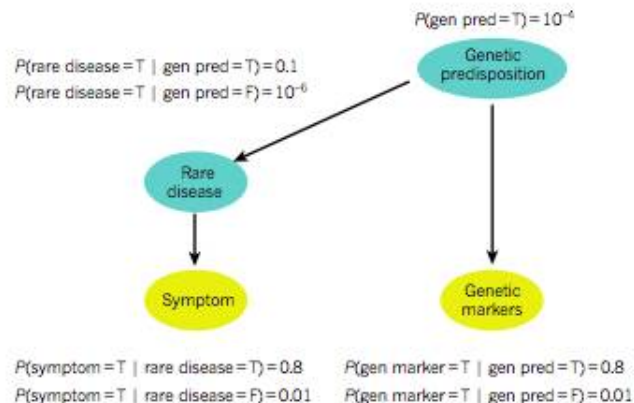 P(gen pred=T)=10⁻⁴
Genetic
predisposition
P(rare disease=T | gen pred=T)=0.1
P(rare disease=T | gen pred=F)=10⁻⁶
Rare
disease
Symptom
Genetic
markers
P(symptom=T | rare disease=T)=0.8
P(symptom=T | rare disease=F)=0.01
P(gen marker=T | gen pred=T)=0.8
P(gen marker=T | gen pred=F)=0.01